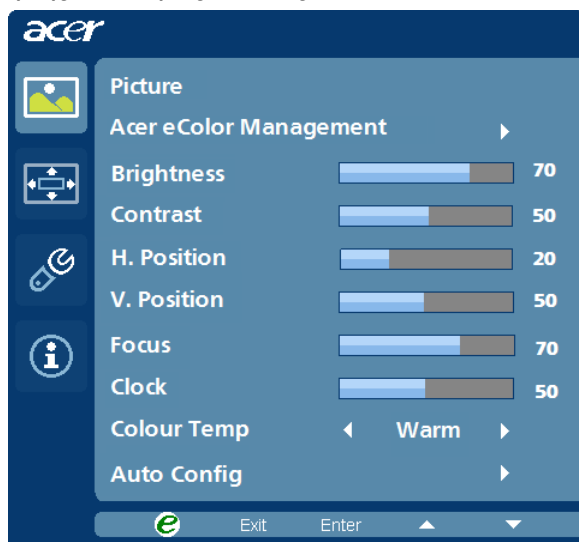 acer
Picture
Acer eColor Management
Brightness 70
Contrast 50
H. Position 20
V. Position 50
Focus 70
Clock 50
Colour Temp Warm
Auto Config
e Exit Enter